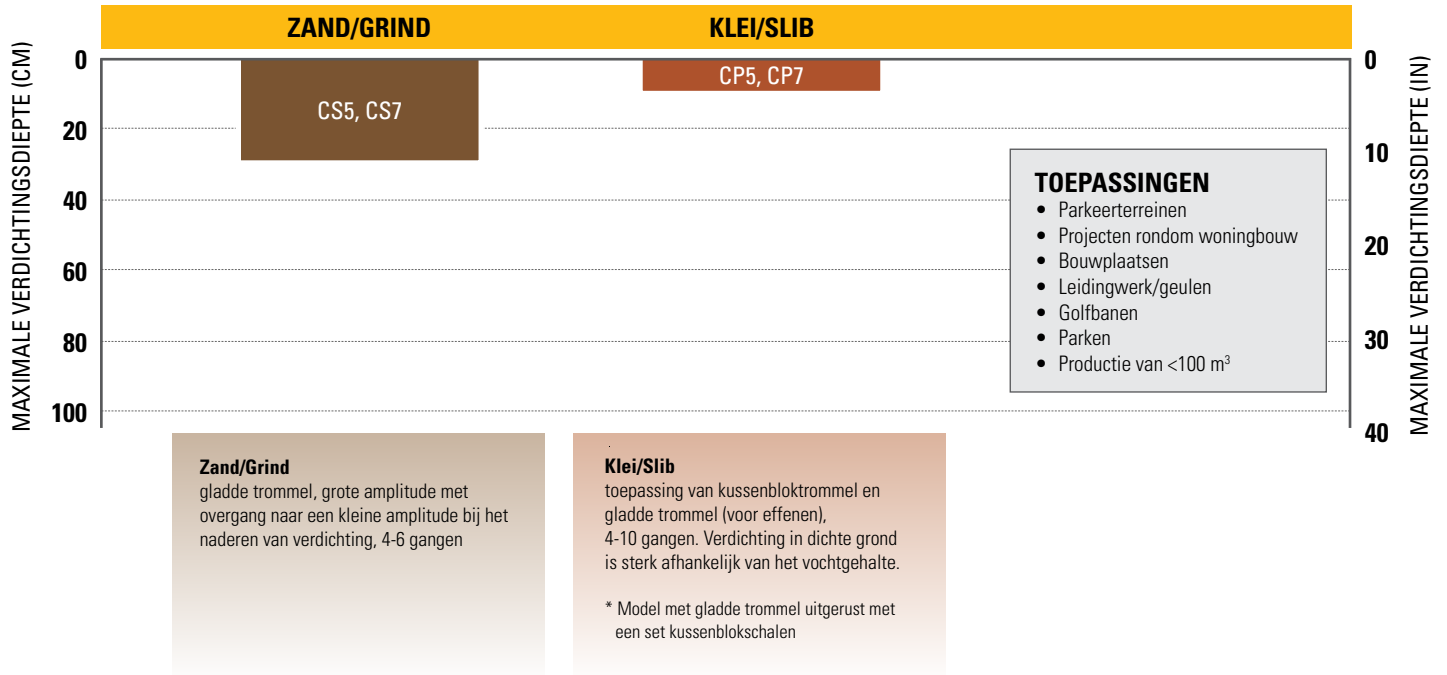 ZAND/GRIND
KLEI/SLIB
MAXIMALE VERDICHTINGSDIEPTE (CM)
0
20
40
60
80
100
CS5, CS7
CP5, CP7
TOEPASSINGEN
• Parkeerterreinen
• Projecten rondom woningbouw
• Bouwplaatsen
• Leidingwerk/geulen
• Golfbanen
• Parken
• Productie van <100 m³
0
10
20
30
40
MAXIMALE VERDICHTINGSDIEPTE (IN)
Zand/Grind
gladde trommel, grote amplitude met
overgang naar een kleine amplitude bij het
naderen van verdichting, 4-6 gangen
Klei/Slib
toepassing van kussenbloktrommel en
gladde trommel (voor effenen),
4-10 gangen. Verdichting in dichte grond
is sterk afhankelijk van het vochtgehalte.
* Model met gladde trommel uitgerust met
een set kussenblokschalen